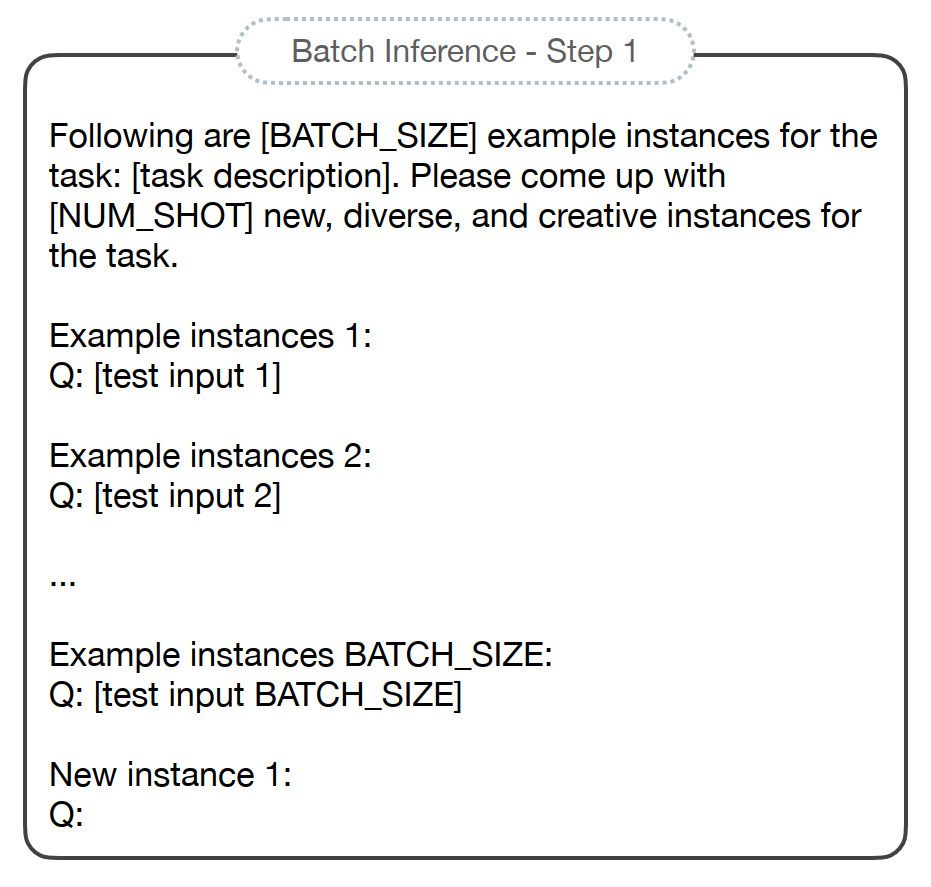 Batch Inference - Step 1
Following are [BATCH_SIZE] example instances for the
task: [task description]. Please come up with
[NUM_SHOT] new, diverse, and creative instances for
the task.
Example instances 1:
Q: [test input 1]
Example instances 2:
Q: [test input 2]
...
Example instances BATCH_SIZE:
Q: [test input BATCH_SIZE]
New instance 1:
Q: